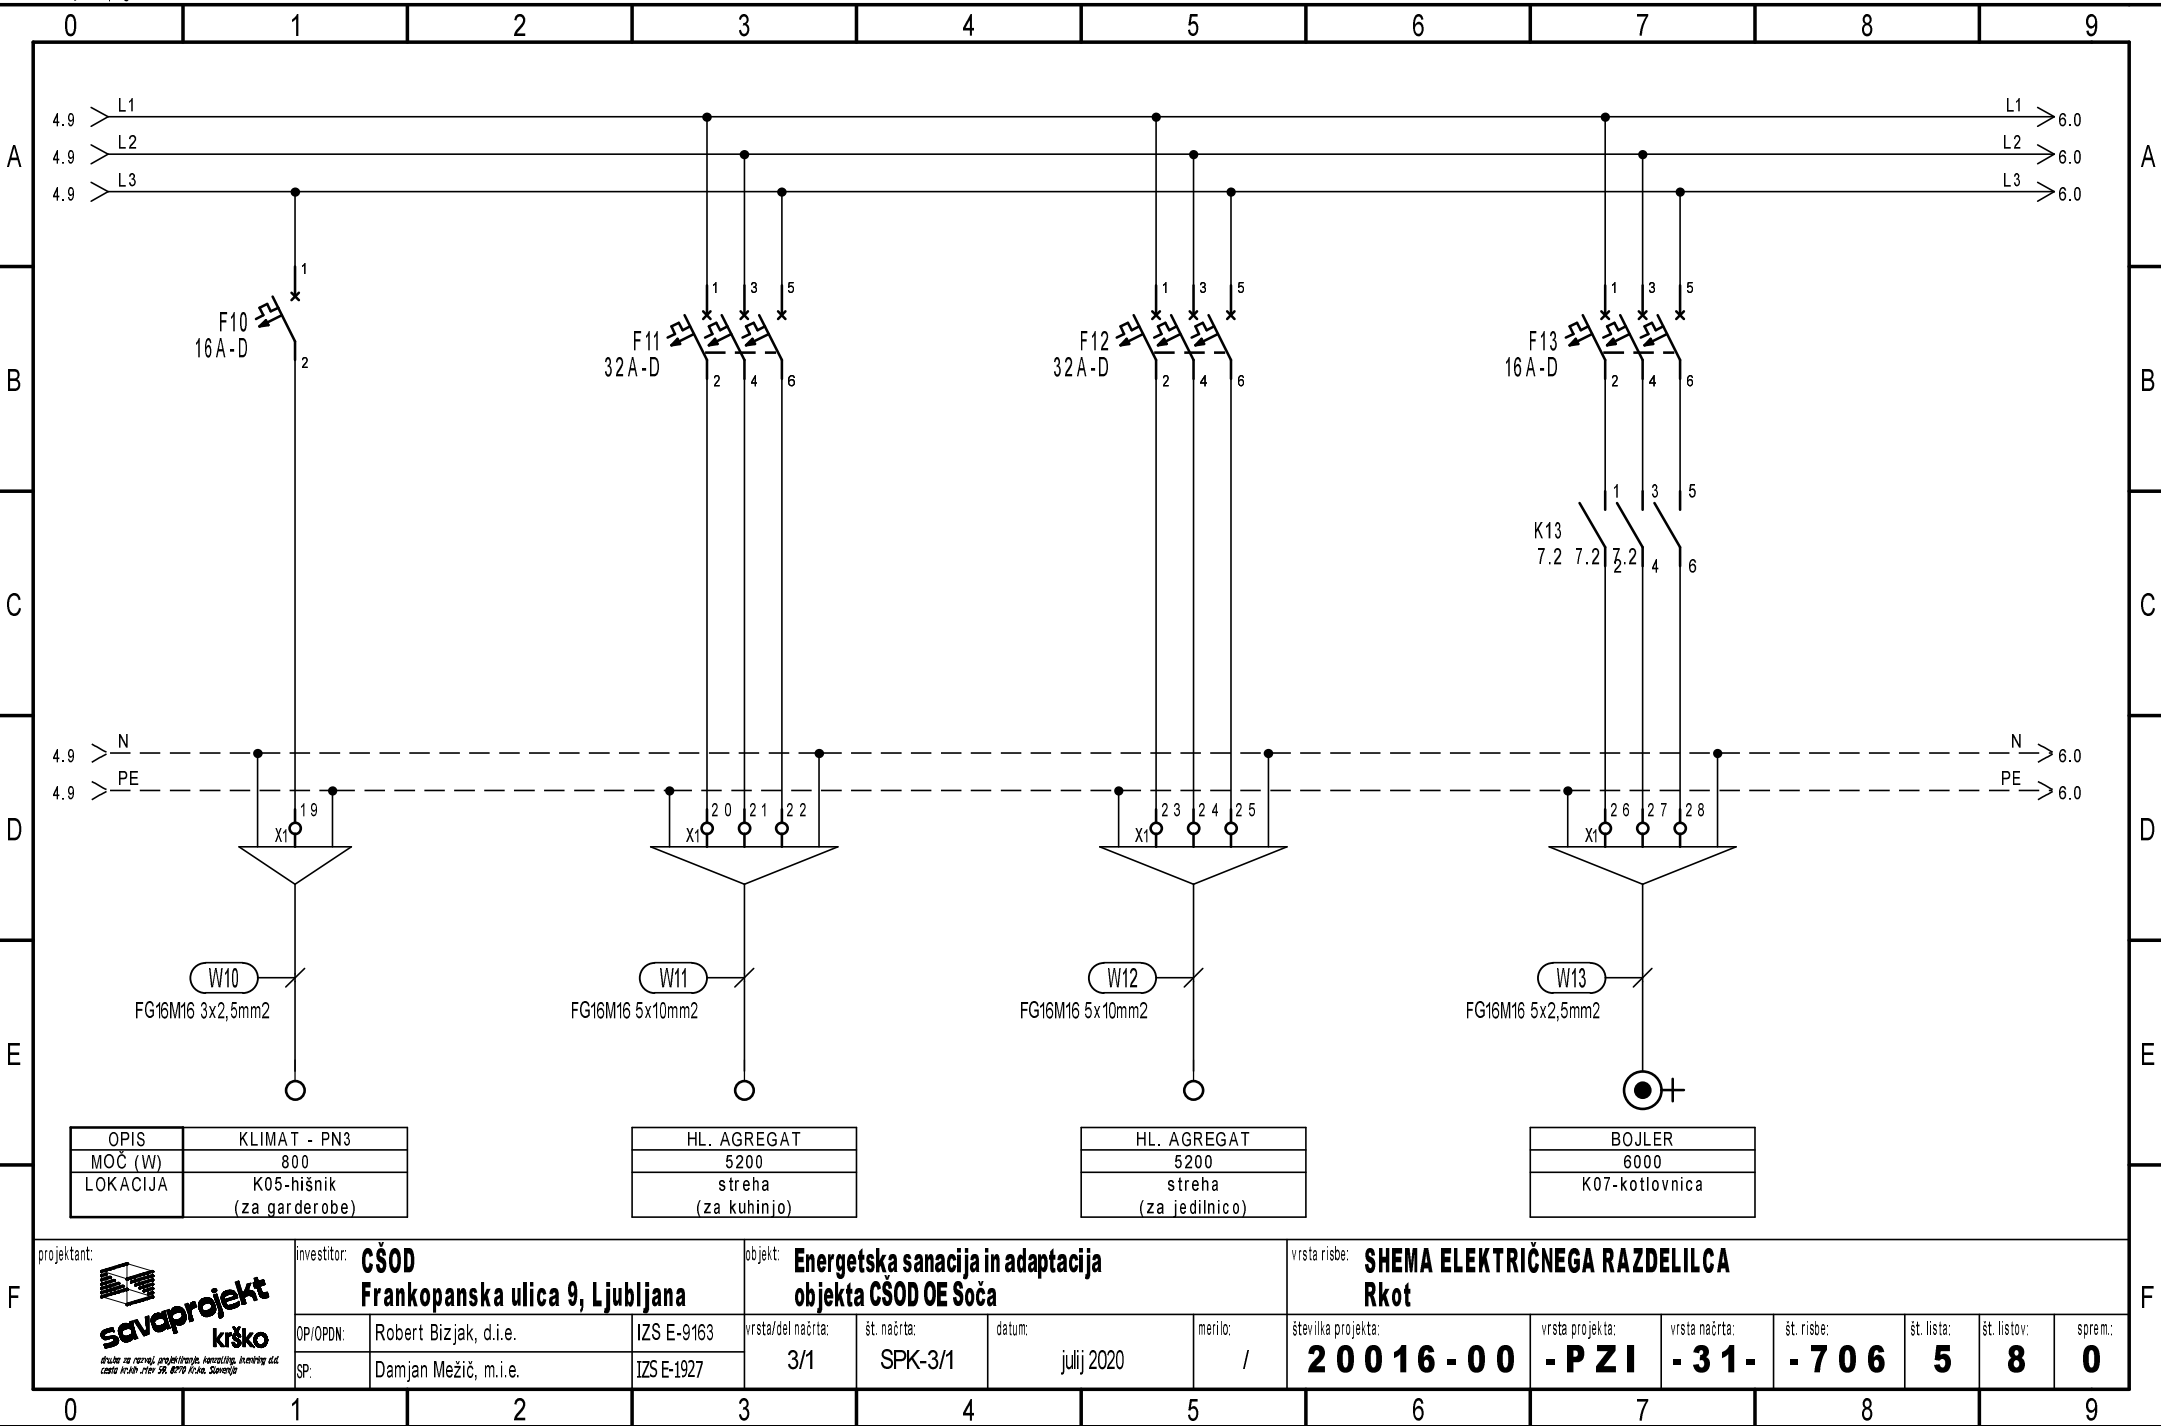 0 1 2 3 4 5 6 7 8 9
4.9 L1 L1 6.0
A 4.9 L2 L2 6.0 A
4.9 L3 L3 6.0
1
1 3 5 1 3 5 1 3 5
F10 F11 F12 F13
16A-D 32A-D 32A-D 16A-D
2
B 2 4 6 2 4 6 2 4 6 B
1 3 5
K13
7.2 7.2 7.2
2 4 6
C C
4.9 N N 6.0
4.9 PE PE 6.0
19 20 21 22 23 24 25 26 27 28
D X1 X1 X1 X1 D
W10 W11 W12 W13
FG16M16 3x2,5mm2 FG16M16 5x10mm2 FG16M16 5x10mm2 FG16M16 5x2,5mm2
E E
OPIS KLIMAT - PN3 HL. AGREGAT HL. AGREGAT BOJLER
MOČ (W) 800 5200 5200 6000
LOKACIJA K05-hišnik streha streha K07-kotlovnica
(za garderobe) (za kuhinjo) (za jedilnico)
projektant:
savaprojekt
krško
investitor: CŠOD
Frankopanska ulica 9, Ljubljana
objekt: Energetska sanacija in adaptacija
objekta CŠOD OE Soča
vrsta risbe: SHEMA ELEKTRIČNEGA RAZDELILCA
Rkot
F F
OP/OPDN: Robert Bizjak, d.i.e. IZS E-9163
SP: Damjan Mežič, m.i.e. IZS E-1927
vrsta/del načrta: 3/1
št. načrta: SPK-3/1
datum: julij 2020
merilo: /
številka projekta: 20016-00
vrsta projekta: -PZI
vrsta načrta: -31-
št. risbe: -706
št. lista: 5
št. listov: 8
sprem.: 0
0 1 2 3 4 5 6 7 8 9